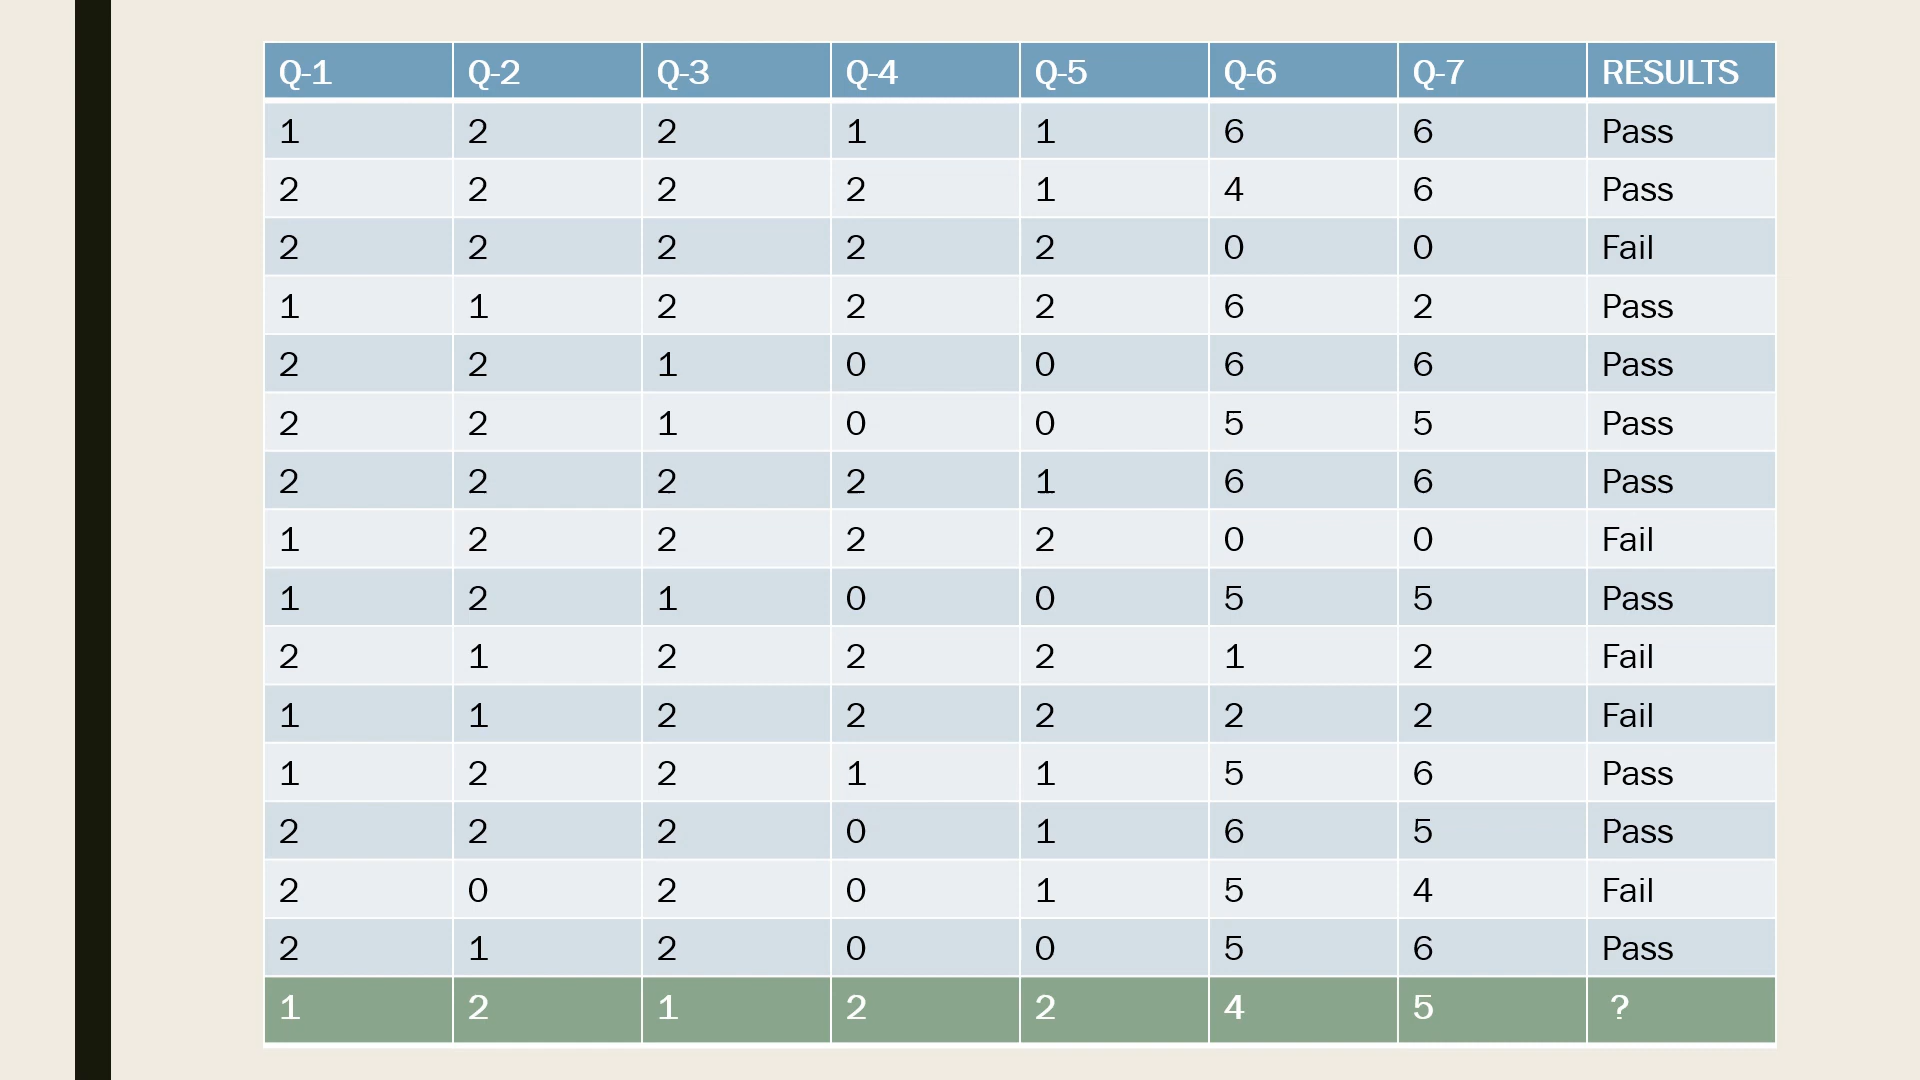 Q-1 Q-2 Q-3 Q-4 Q-5 Q-6 Q-7 RESULTS
1 2 2 1 1 6 6 Pass
2 2 2 2 1 4 6 Pass
2 2 2 2 2 0 0 Fail
1 1 2 2 2 6 2 Pass
2 2 1 0 0 6 6 Pass
2 2 1 0 0 5 5 Pass
2 2 2 2 1 6 6 Pass
1 2 2 2 2 0 0 Fail
1 2 1 0 0 5 5 Pass
2 1 2 2 2 1 2 Fail
1 1 2 2 2 2 2 Fail
1 2 2 1 1 5 6 Pass
2 2 2 0 1 6 5 Pass
2 0 2 0 1 5 4 Fail
2 1 2 0 0 5 6 Pass
1 2 1 2 2 4 5 ?